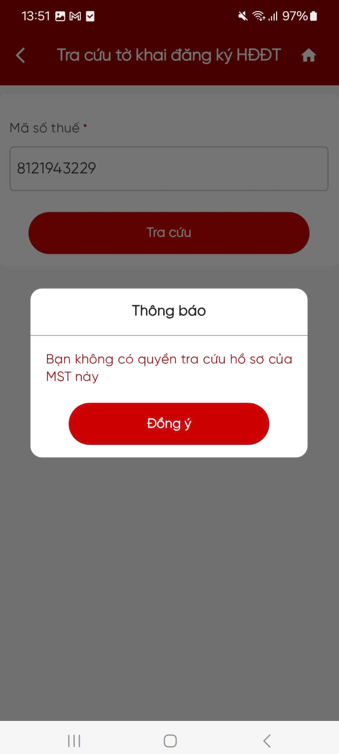 13:51
97%
Tra cứu tờ khai đăng ký HĐĐT
Mã số thuế *
8121943229
Tra cứu
Thông báo
Bạn không có quyền tra cứu hồ sơ của
MST này
Đồng ý